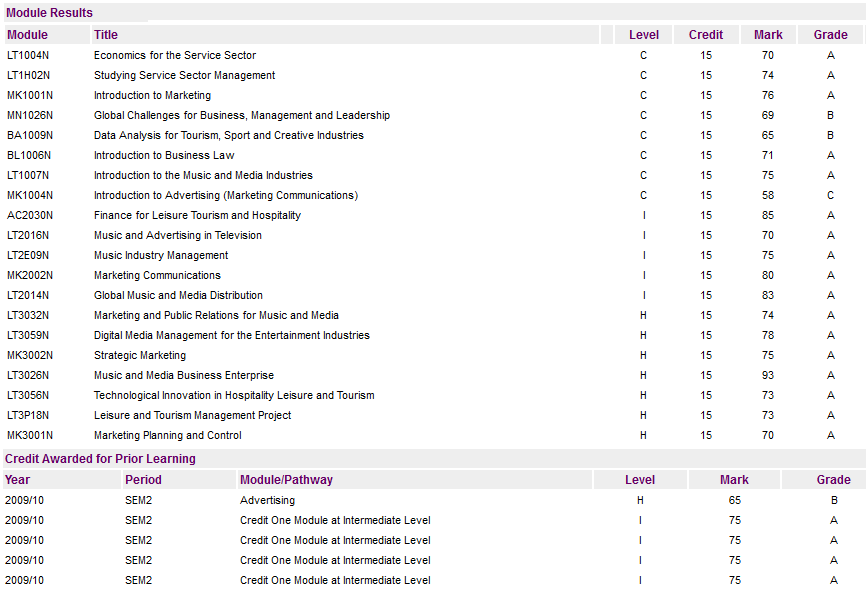 Module Results
Module Title Level Credit Mark Grade
LT1004N Economics for the Service Sector C 15 70 A
LT1H02N Studying Service Sector Management C 15 74 A
MK1001N Introduction to Marketing C 15 76 A
MN1026N Global Challenges for Business, Management and Leadership C 15 69 B
BA1009N Data Analysis for Tourism, Sport and Creative Industries C 15 65 B
BL1006N Introduction to Business Law C 15 71 A
LT1007N Introduction to the Music and Media Industries C 15 75 A
MK1004N Introduction to Advertising (Marketing Communications) C 15 58 C
AC2030N Finance for Leisure Tourism and Hospitality I 15 85 A
LT2016N Music and Advertising in Television I 15 70 A
LT2E09N Music Industry Management I 15 75 A
MK2002N Marketing Communications I 15 80 A
LT2014N Global Music and Media Distribution I 15 83 A
LT3032N Marketing and Public Relations for Music and Media H 15 74 A
LT3059N Digital Media Management for the Entertainment Industries H 15 78 A
MK3002N Strategic Marketing H 15 75 A
LT3026N Music and Media Business Enterprise H 15 93 A
LT3056N Technological Innovation in Hospitality Leisure and Tourism H 15 73 A
LT3P18N Leisure and Tourism Management Project H 15 73 A
MK3001N Marketing Planning and Control H 15 70 A
Credit Awarded for Prior Learning
Year Period Module/Pathway Level Mark Grade
2009/10 SEM2 Advertising H 65 B
2009/10 SEM2 Credit One Module at Intermediate Level I 75 A
2009/10 SEM2 Credit One Module at Intermediate Level I 75 A
2009/10 SEM2 Credit One Module at Intermediate Level I 75 A
2009/10 SEM2 Credit One Module at Intermediate Level I 75 A